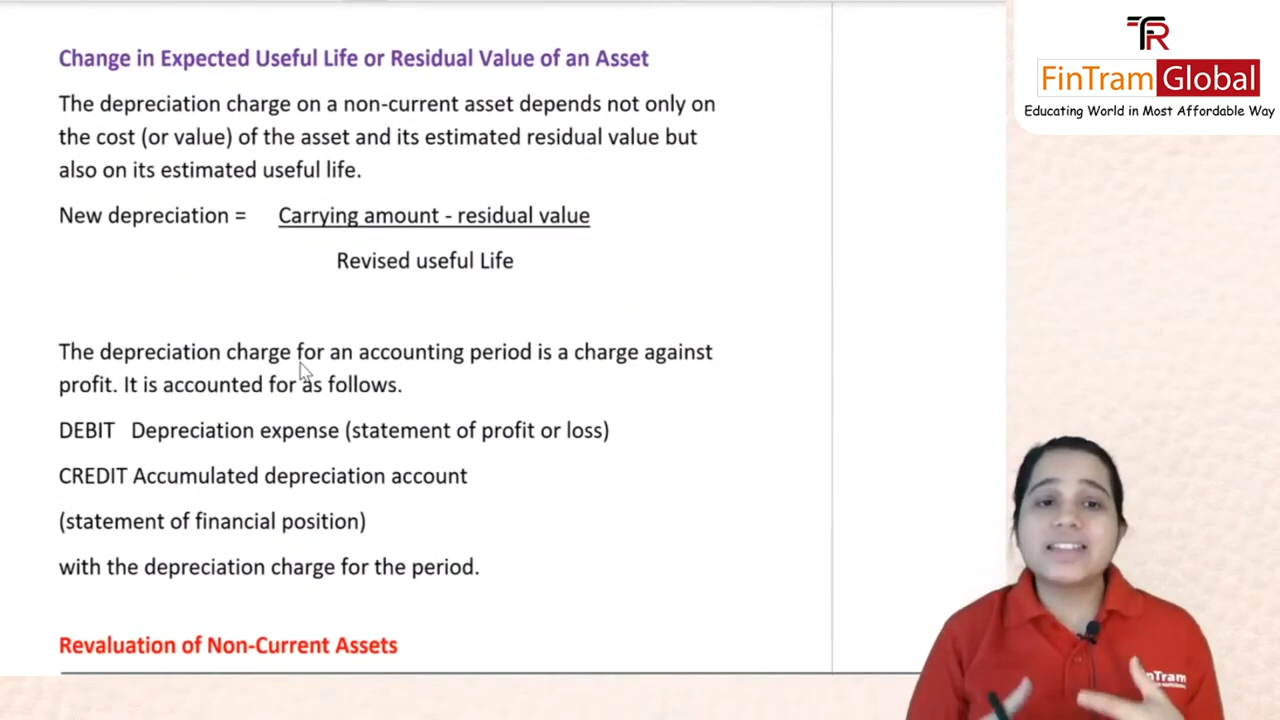 Change in Expected Useful Life or Residual Value of an Asset
The depreciation charge on a non-current asset depends not only on
the cost (or value) of the asset and its estimated residual value but
also on its estimated useful life.
New depreciation = Carrying amount - residual value
Revised useful Life
The depreciation charge for an accounting period is a charge against
profit. It is accounted for as follows.
DEBIT Depreciation expense (statement of profit or loss)
CREDIT Accumulated depreciation account
(statement of financial position)
with the depreciation charge for the period.
Revaluation of Non-Current Assets
FinTram Global
Educating World in Most Affordable Way